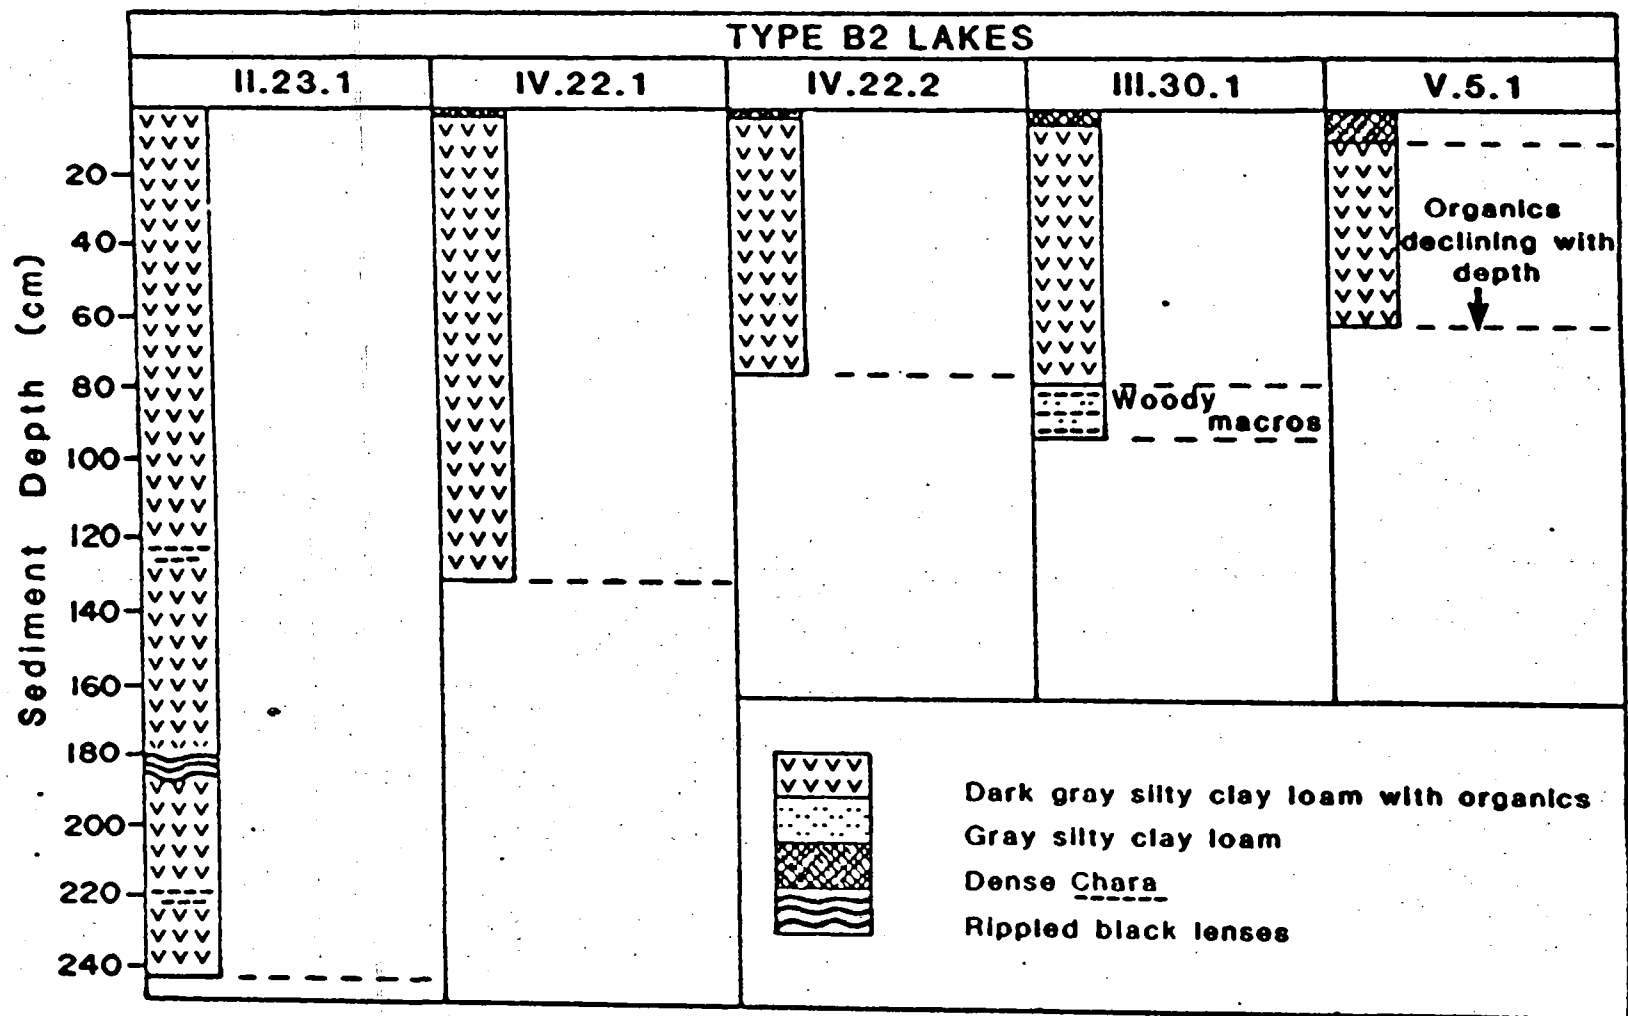 TYPE B2 LAKES
II.23.1
IV.22.1
IV.22.2
III.30.1
V.5.1
Sediment Depth (cm)
20
40
60
80
100
120
140
160
180
200
220
240
Organics
declining with
depth
Woody
macros
Dark gray silty clay loam with organics
Gray silty clay loam
Dense Chara
Rippled black lenses